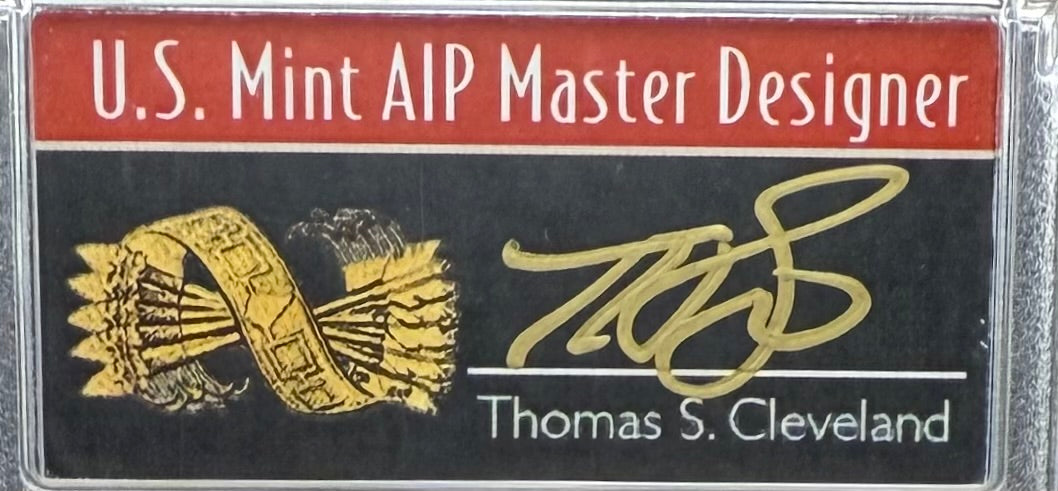 U.S. Mint AIP Master Designer
Thomas S. Cleveland